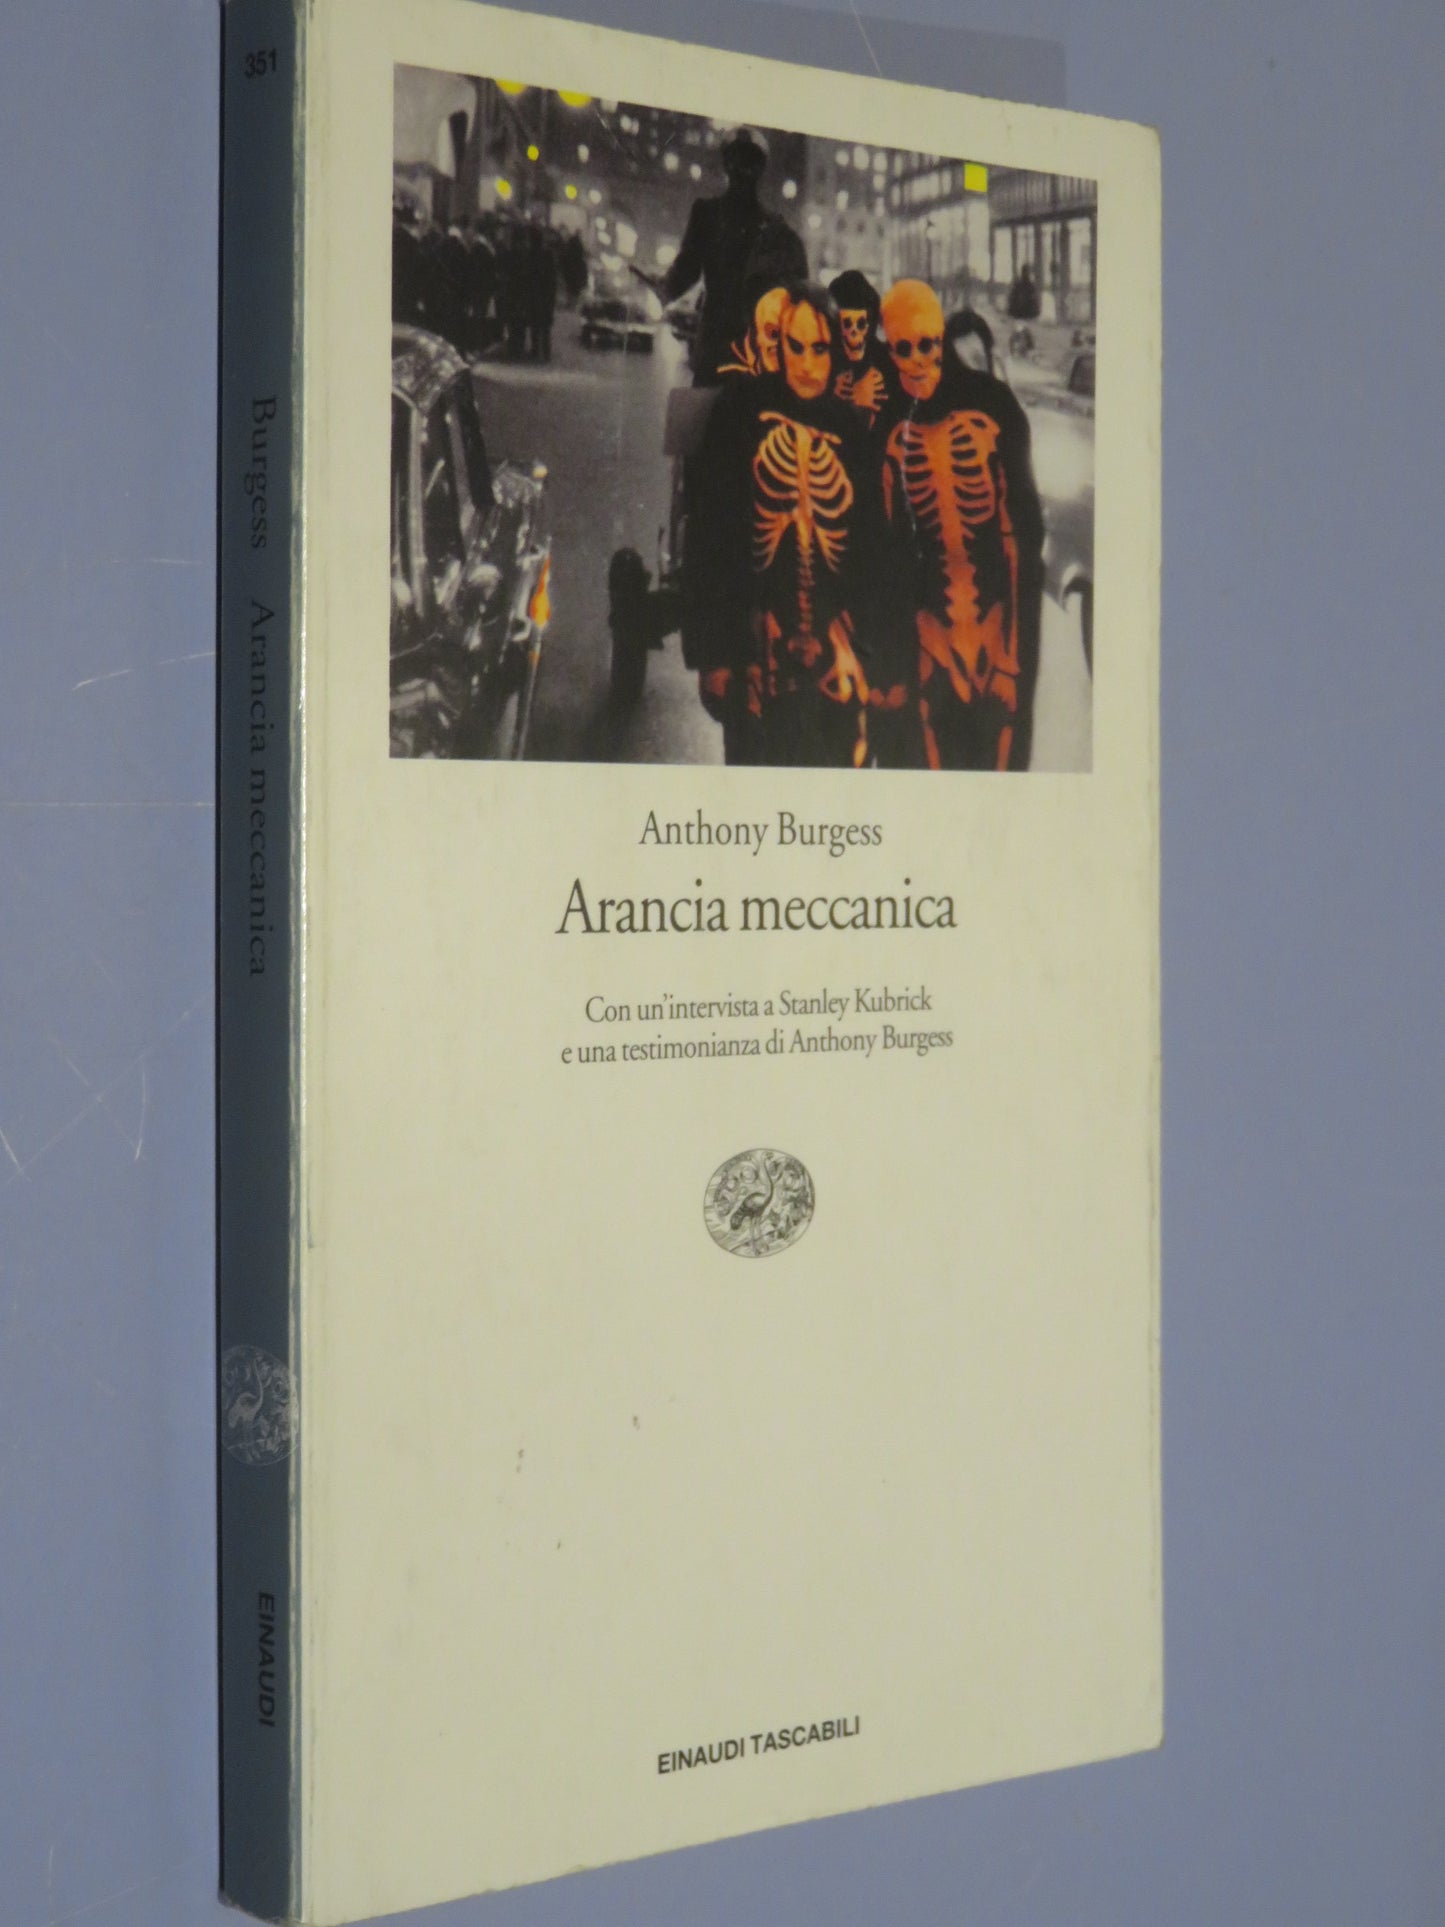 351
Burgess Arancia meccanica
EINAUDI
Anthony Burgess
Arancia meccanica
Con un'intervista a Stanley Kubrick
e una testimonianza di Anthony Burgess
EINAUDI TASCABILI